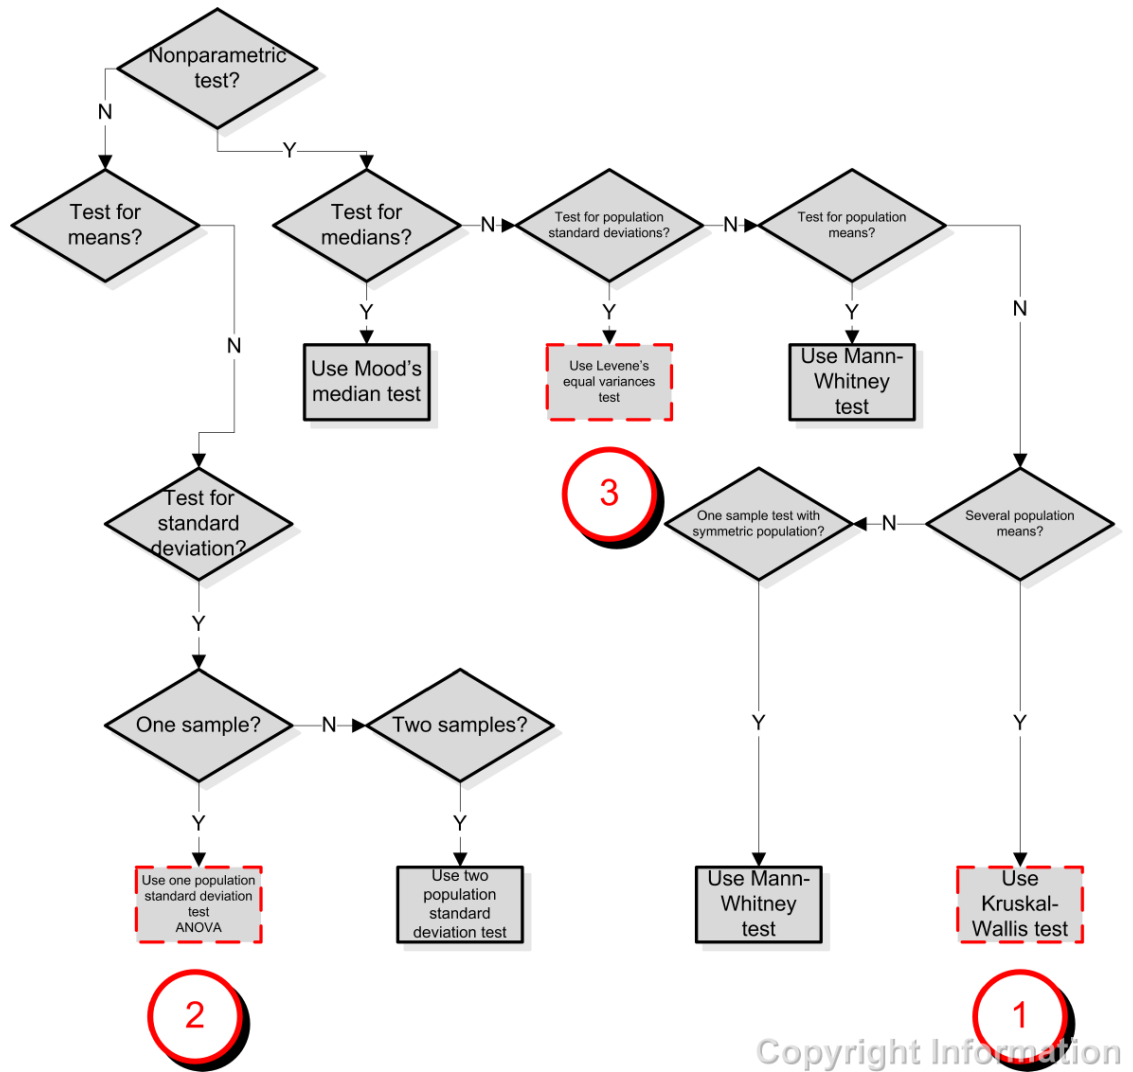 Nonparametric
test?
N
Y
Test for
means?
Test for
medians?
N
Test for population
standard deviations?
N
Test for population
means?
N
Y
Y
Y
N
Use Mood's
median test
Use Levene's
equal variances
test
Use Mann-
Whitney
test
3
Test for
standard
deviation?
One sample test with
symmetric population?
N
Several population
means?
Y
One sample?
N
Two samples?
Y
Y
Y
Y
Use one population
standard deviation
test
ANOVA
Use two
population
standard
deviation test
Use Mann-
Whitney
test
Use
Kruskal-
Wallis test
2
1
Copyright Information